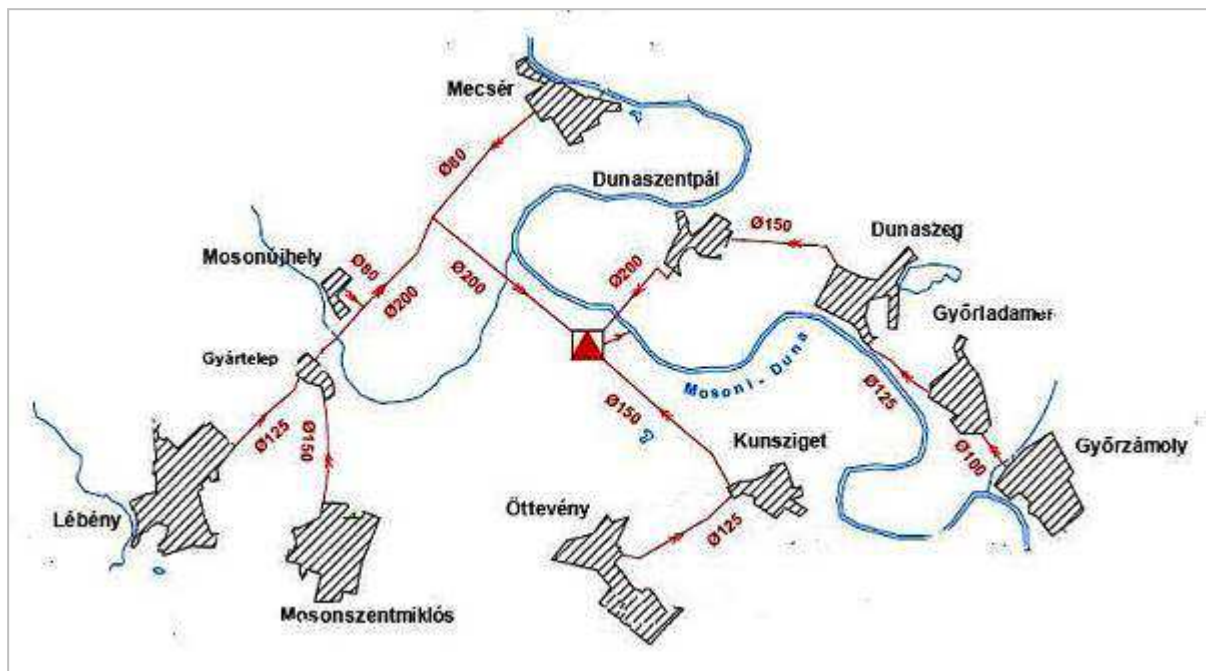 Mecsér
Ø80
Dunaszentpál
Ø150
Dunaszeg
Mosonújhely
Ø80
Ø200
Ø200
Ø200
Győrladamér
Gyártelep
Mosoni - Duna
Ø125
Ø150
Kunsziget
Ø125
Ø150
Ø100
Győrzámoly
Lébény
Öttevény
Ø125
Mosonszentmiklós